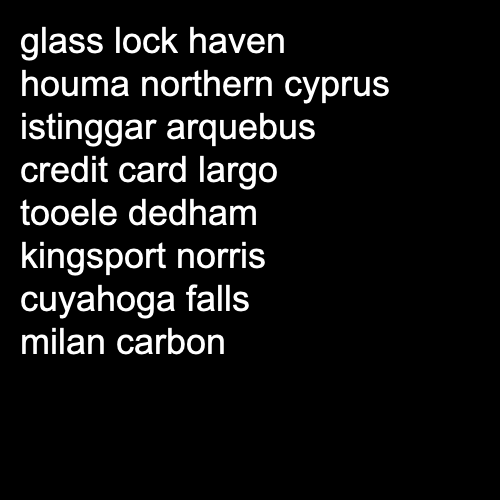 glass lock haven
houma northern cyprus
istinggar arquebus
credit card largo
tooele dedham
kingsport norris
cuyahoga falls
milan carbon